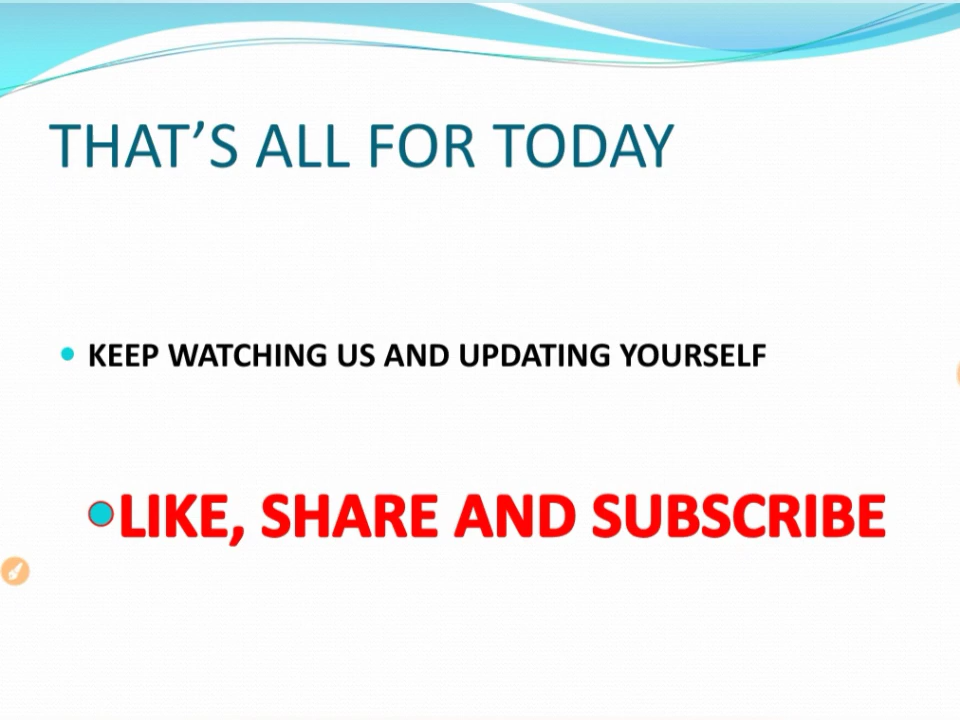 THAT’S ALL FOR TODAY
KEEP WATCHING US AND UPDATING YOURSELF
LIKE, SHARE AND SUBSCRIBE